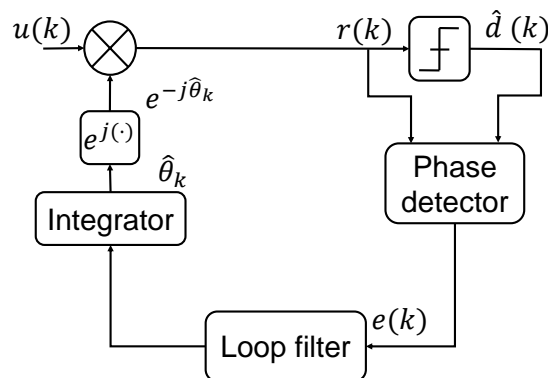 u(k)
r(k)
d̂ (k)
e^{-jθ̂_k}
e^{j(·)}
θ̂_k
Phase
detector
Integrator
e(k)
Loop filter